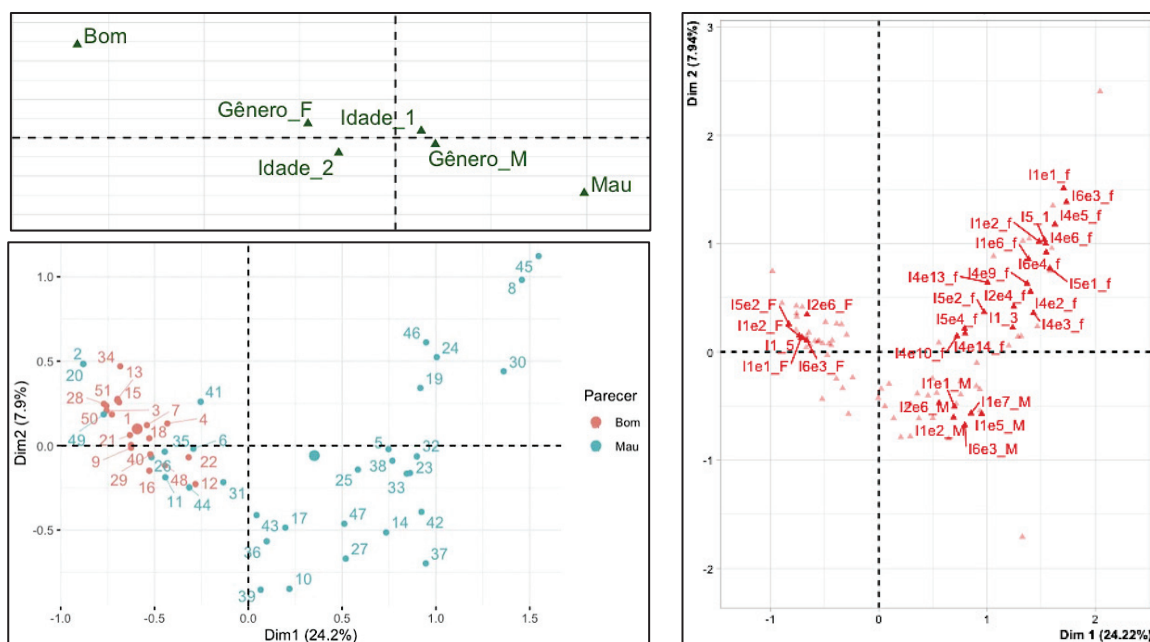 Bom
Gênero_F
Idade_1
Idade_2
Gênero_M
Mau
Dim2 (7.9%)
1.0
0.5
0.0
-0.5
-1.0
-0.5
0.0
0.5
1.0
1.5
Dim1 (24.2%)
45
8
46
24
30
19
2
34
20
13
51
15
41
28
3
7
4
50
1
49
21
18
35
6
9
40
26
22
29
16
48
12
11
44
31
5
32
38
23
25
33
43
17
47
14
42
36
27
37
39
10
Parecer
Bom
Mau
Dim 2 (7.94%)
3
2
1
0
-1
-2
-1
0
1
2
Dim 1 (24.22%)
I1e1_f
I6e3_f
I5_1
I4e5_f
I1e2_f
I4e6_f
I1e6_f
I6e4_f
I4e13_f
I4e9_f
I5e1_f
I5e2_F
I2e6_F
I5e2_f
I2e4_f
I4e2_f
I1e2_F
I5e4_f
I1_3
I4e3_f
I1_5
I4e10_f
I4e14_f
I1e1_F
I6e3_F
I1e1_M
I2e6_M
I1e7_M
I1e2_M
I1e5_M
I6e3_M